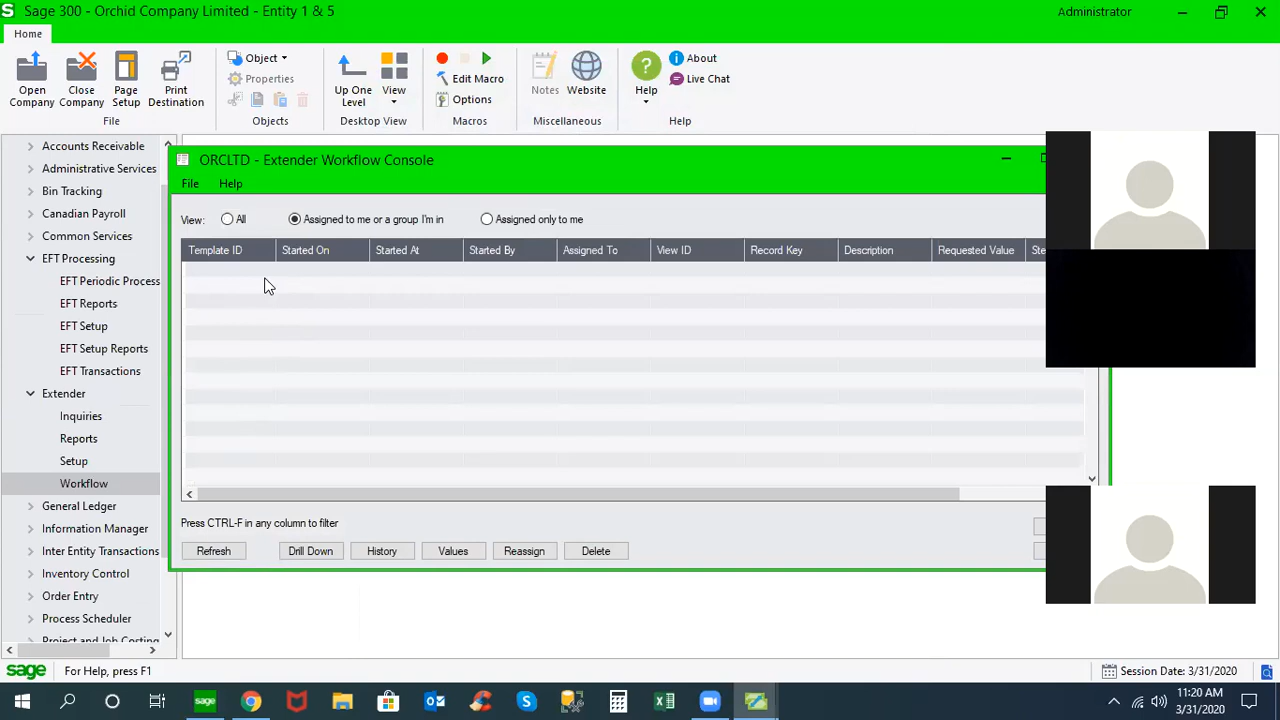 Sage 300 - Orchid Company Limited - Entity 1 & 5
Administrator
Home
Open Company
Close Company
Page Setup
Print Destination
File
Object
Properties
Objects
Up One Level
View
Desktop View
Edit Macro
Options
Macros
Notes
Website
Miscellaneous
Help
About
Live Chat
Help
Accounts Receivable
Administrative Services
Bin Tracking
Canadian Payroll
Common Services
EFT Processing
EFT Periodic Process
EFT Reports
EFT Setup
EFT Setup Reports
EFT Transactions
Extender
Inquiries
Reports
Setup
Workflow
General Ledger
Information Manager
Inter Entity Transactions
Inventory Control
Order Entry
Process Scheduler
Project and Job Costing
ORCLTD - Extender Workflow Console
File Help
View: All Assigned to me or a group I'm in Assigned only to me
Template ID Started On Started At Started By Assigned To View ID Record Key Description Requested Value Ste
Press CTRL-F in any column to filter
Refresh Drill Down History Values Reassign Delete
sage For Help, press F1
Session Date: 3/31/2020
sage
11:20 AM
3/31/2020